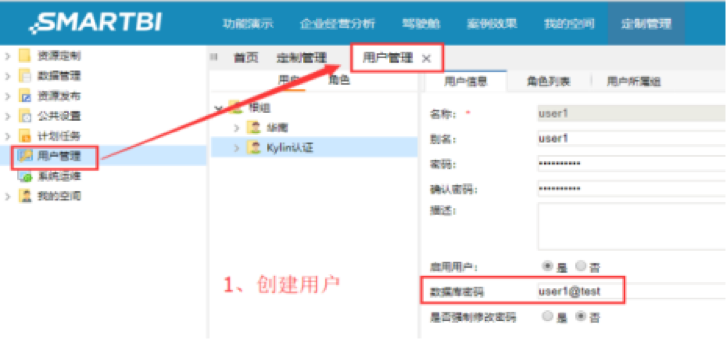 SMARTBI
功能演示 企业经营分析 驾驶舱 案例效果 我的空间 定制管理
首页 定制管理 用户管理
资源定制
数据管理
资源发布
公共设置
计划任务
用户管理
系统运维
我的空间
用户 角色
根组
华南
Kylin认证
用户信息 角色列表 用户所属组
名称: * user1
别名: user1
密码: ••••••••••
确认密码: ••••••••••
描述:
启用用户: 是 否
数据库密码 user1@test
是否强制修改密码 是 否
1、创建用户